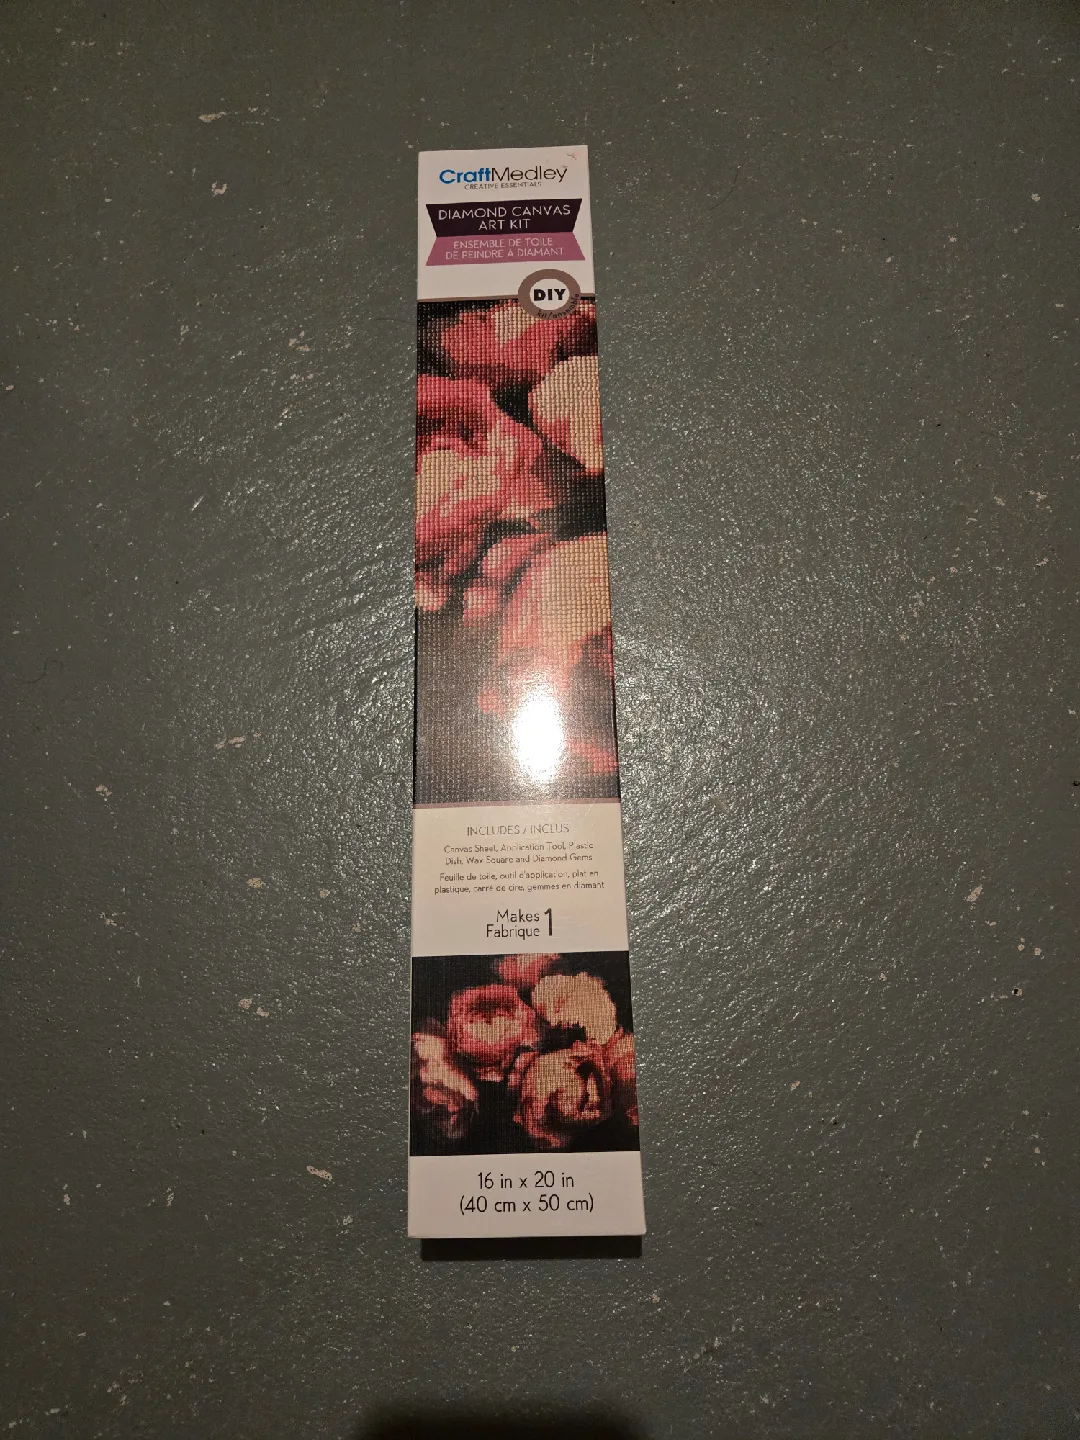 CraftMedley
CREATIVE ESSENTIALS
DIAMOND CANVAS
ART KIT
ENSEMBLE DE TOILE
DE PEINDRE À DIAMANT
DIY
kit/ensemble
INCLUDES / INCLUS
Canvas Sheet, Application Tool, Plastic
Dish, Wax Square and Diamond Gems
Feuille de toile, outil d'application, plat en
plastique, carré de cire, gemmes en diamant
Makes 1
Fabrique
16 in x 20 in
(40 cm x 50 cm)